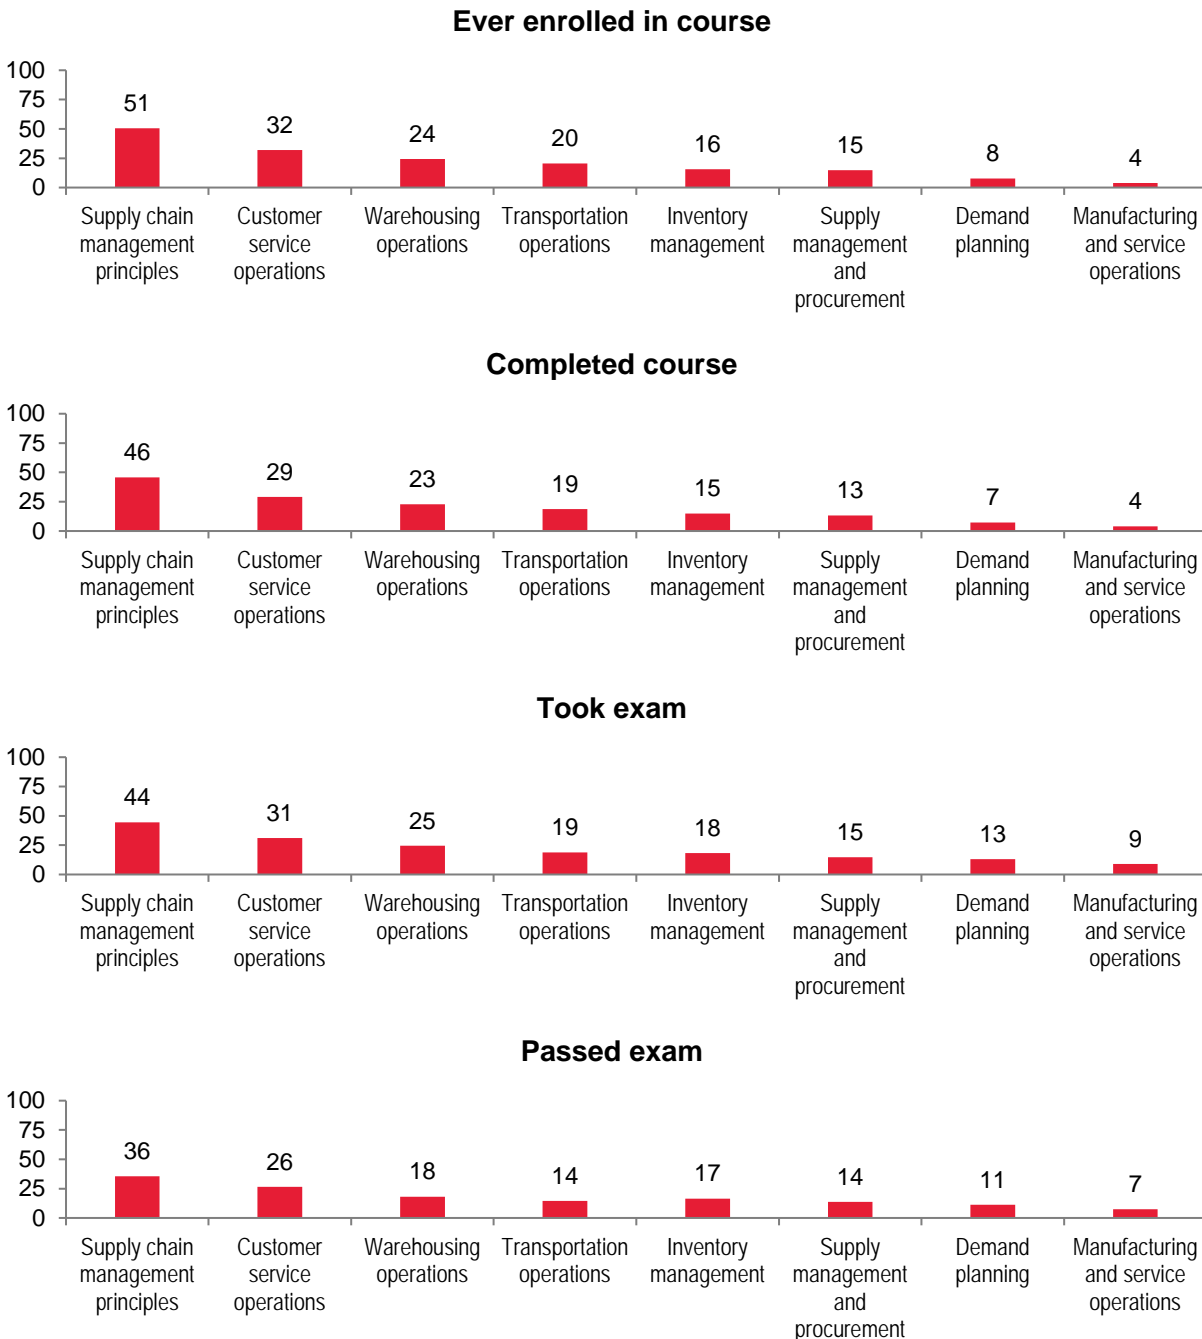 Ever enrolled in course
100
75
50
25
0
51
32
24
20
16
15
8
4
Supply chain
management
principles
Customer
service
operations
Warehousing
operations
Transportation
operations
Inventory
management
Supply
management
and
procurement
Demand
planning
Manufacturing
and service
operations
Completed course
100
75
50
25
0
46
29
23
19
15
13
7
4
Supply chain
management
principles
Customer
service
operations
Warehousing
operations
Transportation
operations
Inventory
management
Supply
management
and
procurement
Demand
planning
Manufacturing
and service
operations
Took exam
100
75
50
25
0
44
31
25
19
18
15
13
9
Supply chain
management
principles
Customer
service
operations
Warehousing
operations
Transportation
operations
Inventory
management
Supply
management
and
procurement
Demand
planning
Manufacturing
and service
operations
Passed exam
100
75
50
25
0
36
26
18
14
17
14
11
7
Supply chain
management
principles
Customer
service
operations
Warehousing
operations
Transportation
operations
Inventory
management
Supply
management
and
procurement
Demand
planning
Manufacturing
and service
operations